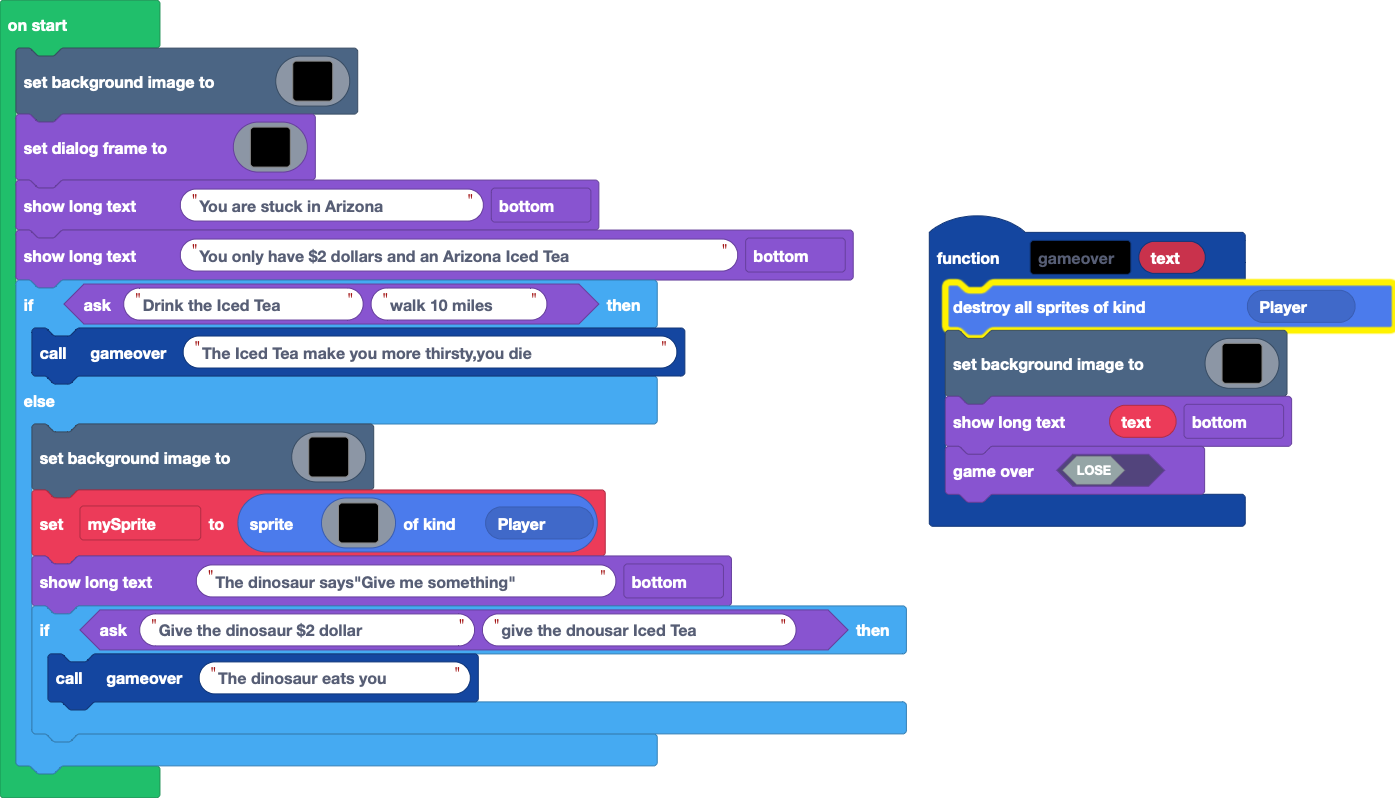 on start
set background image to
set dialog frame to
show long text "You are stuck in Arizona" bottom
show long text "You only have $2 dollars and an Arizona Iced Tea" bottom
if ask "Drink the Iced Tea" "walk 10 miles" then
call gameover "The Iced Tea make you more thirsty,you die"
else
set background image to
set mySprite to sprite of kind Player
show long text "The dinosaur says"Give me something"" bottom
if ask "Give the dinosaur $2 dollar" "give the dnousar Iced Tea" then
call gameover "The dinosaur eats you"
function gameover text
destroy all sprites of kind Player
set background image to
show long text text bottom
game over LOSE